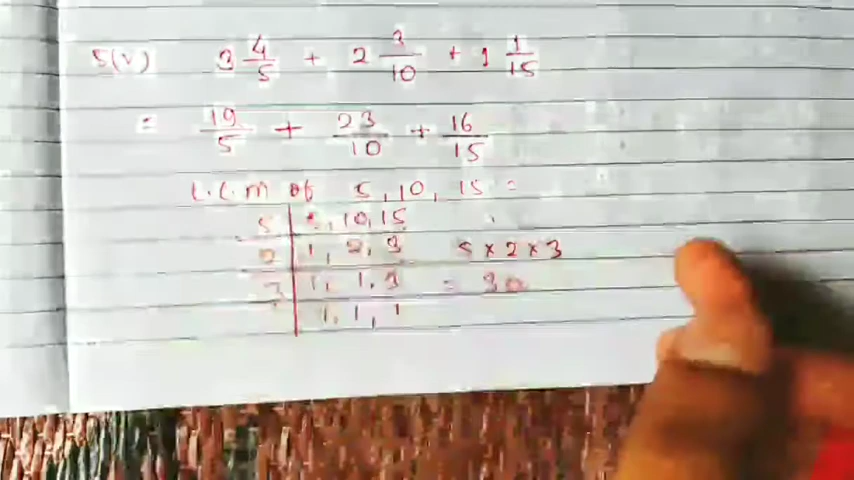 5(V) 3 4/5 + 2 3/10 + 1 1/15
= 19/5 + 23/10 + 16/15
L.C.M of 5, 10, 15 =
5 | 5, 10, 15
2 | 1, 2, 3 5 × 2 × 3
3 | 1, 1, 3 = 30
1, 1, 1